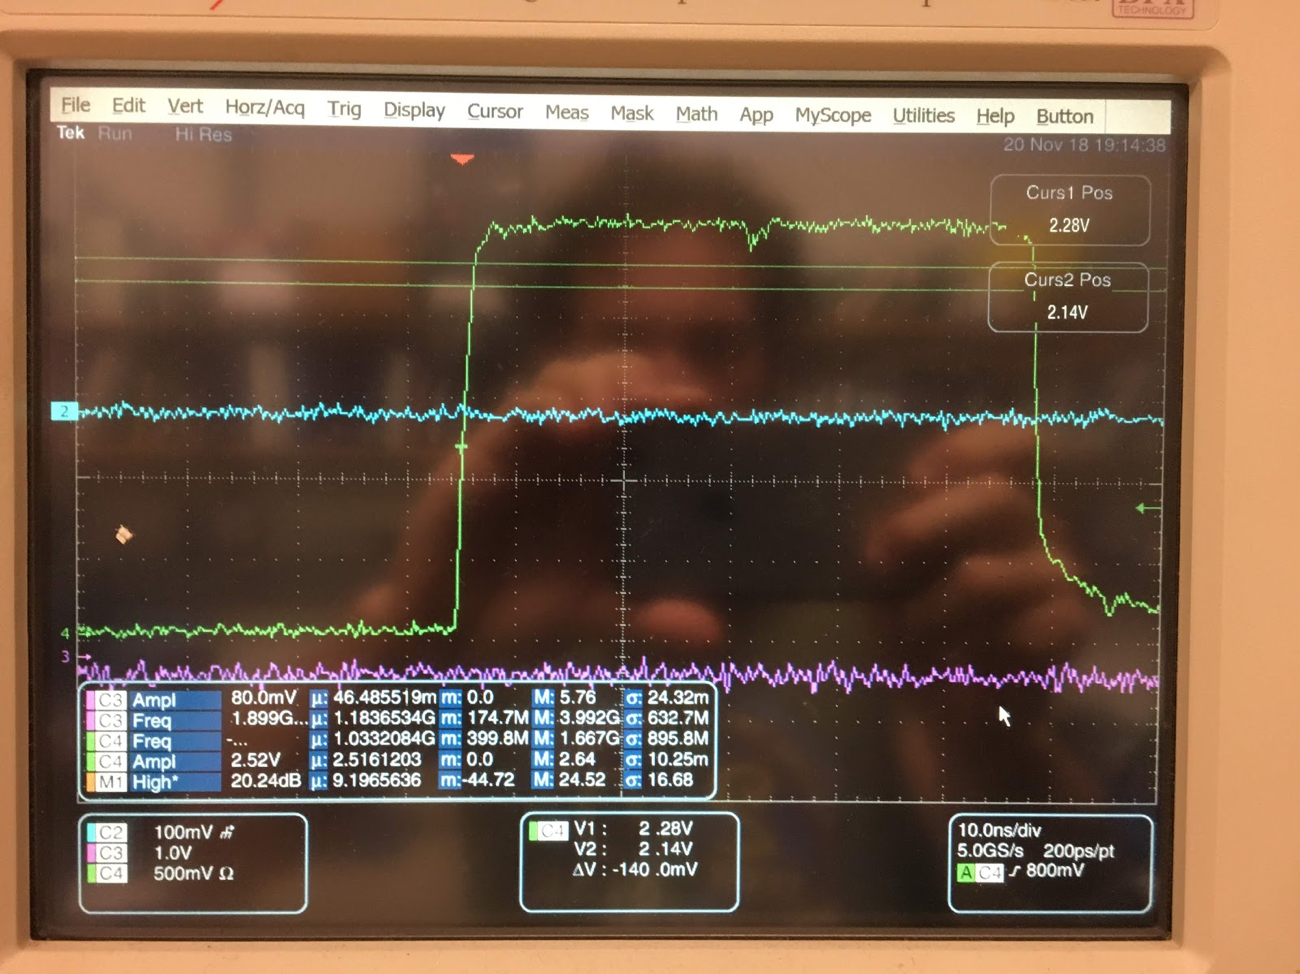 TECHNOLOGY
File Edit Vert Horz/Acq Trig Display Cursor Meas Mask Math App MyScope Utilities Help Button
Tek Run Hi Res
20 Nov 18 19:14:38
Curs1 Pos
2.28V
Curs2 Pos
2.14V
2
4
3
C3 Ampl 80.0mV µ: 46.485519m m: 0.0 M: 5.76 σ: 24.32m
C3 Freq 1.899G... µ: 1.1836534G m: 174.7M M: 3.992G σ: 632.7M
C4 Freq -... µ: 1.0332084G m: 399.8M M: 1.667G σ: 895.8M
C4 Ampl 2.52V µ: 2.5161203 m: 0.0 M: 2.64 σ: 10.25m
M1 High* 20.24dB µ: 9.1965636 m: -44.72 M: 24.52 σ: 16.68
C2 100mV
C3 1.0V
C4 500mV Ω
C4 V1 : 2 .28V
V2 : 2 .14V
ΔV : -140 .0mV
10.0ns/div
5.0GS/s 200ps/pt
A C4 800mV